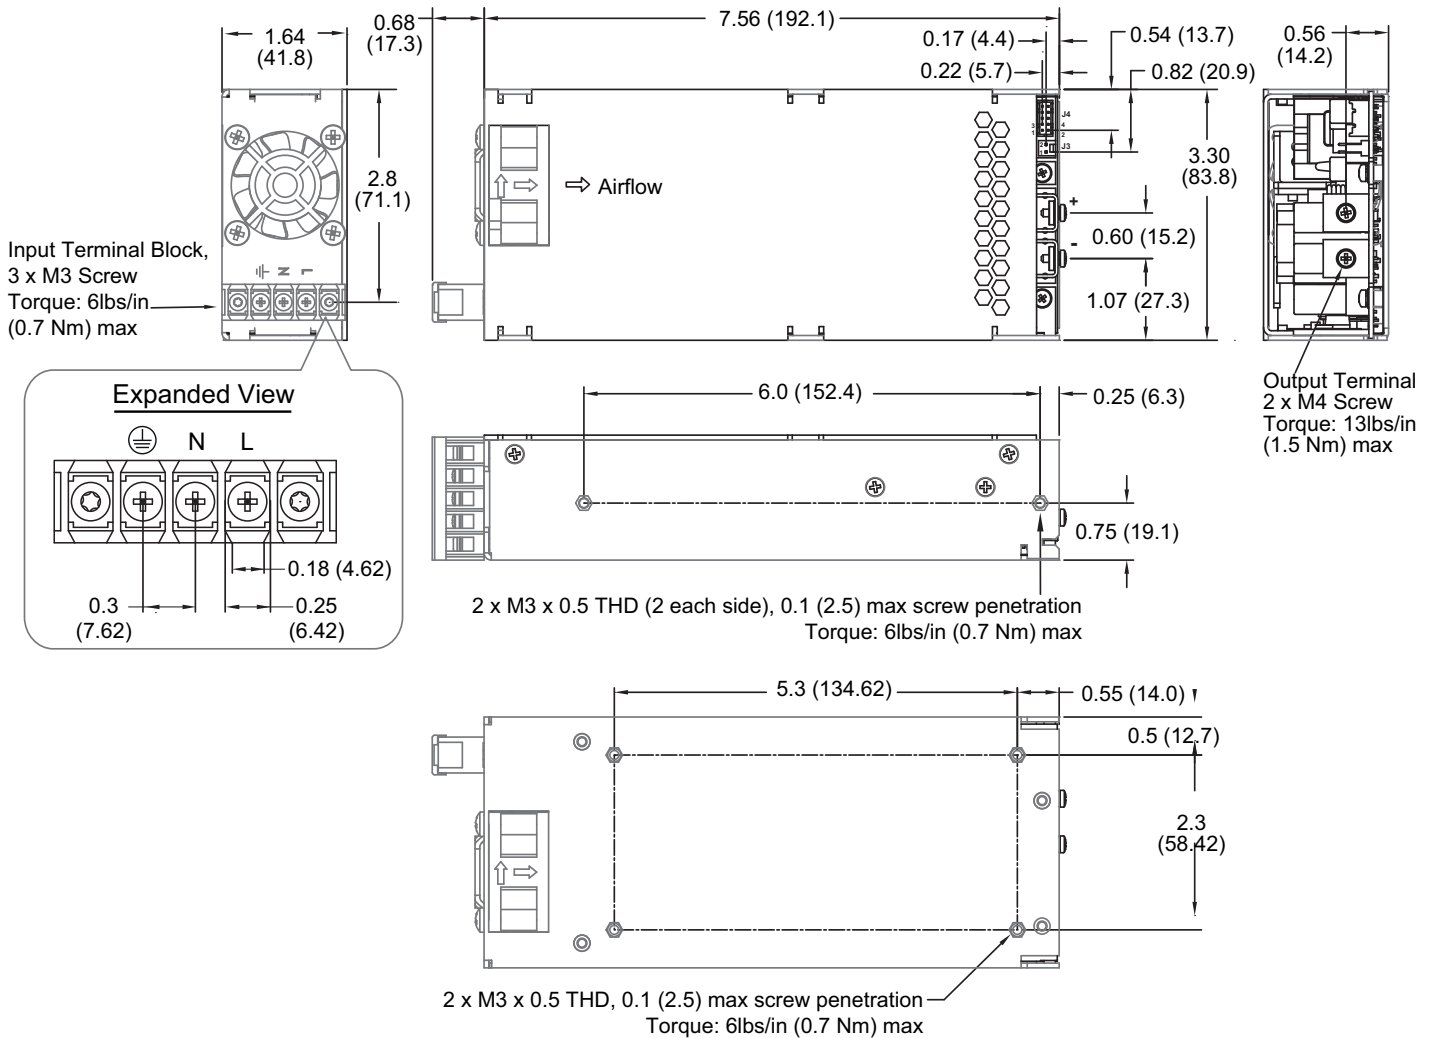 1.64
(41.8)
0.68
(17.3)
7.56 (192.1)
0.17 (4.4)
0.22 (5.7)
0.54 (13.7)
0.82 (20.9)
0.56
(14.2)
2.8
(71.1)
Airflow
J4
3 4
1 2
J3
2
1
3.30
(83.8)
+
-
0.60 (15.2)
1.07 (27.3)
Input Terminal Block,
3 x M3 Screw
Torque: 6lbs/in
(0.7 Nm) max
N L
Output Terminal
2 x M4 Screw
Torque: 13lbs/in
(1.5 Nm) max
Expanded View
N L
0.18 (4.62)
0.3
(7.62)
0.25
(6.42)
6.0 (152.4)
0.25 (6.3)
0.75 (19.1)
2 x M3 x 0.5 THD (2 each side), 0.1 (2.5) max screw penetration
Torque: 6lbs/in (0.7 Nm) max
5.3 (134.62)
0.55 (14.0)
0.5 (12.7)
2.3
(58.42)
2 x M3 x 0.5 THD, 0.1 (2.5) max screw penetration
Torque: 6lbs/in (0.7 Nm) max